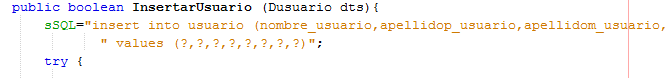 public boolean InsertarUsuario (Dusuario dts){
sSQL="insert into usuario (nombre_usuario,apellidop_usuario,apellidom_usuario,
" values (?,?,?,?,?,?,?,?)";
try {